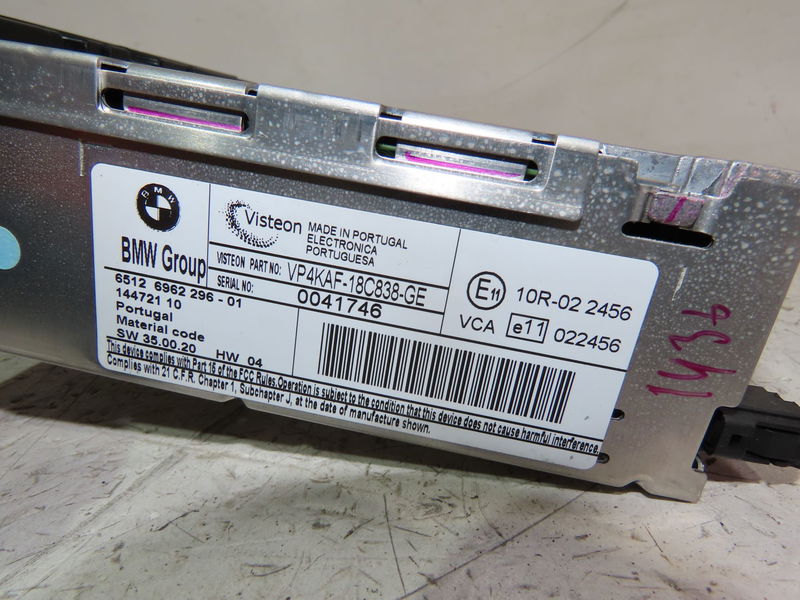 BMW
BMW Group
Visteon
MADE IN PORTUGAL
ELECTRONICA
PORTUGUESA
VISTEON PART NO: VP4KAF-18C838-GE
SERIAL NO: 0041746
6512 6962 296 - 01
144721 10
Portugal
Material code
SW 35.00.20 HW 04
E11 10R-02 2456
VCA e11 022456
This device complies with Part 15 of the FCC Rules. Operation is subject to the condition that this device does not cause harmful interference.
Complies with 21 C.F.R. Chapter 1, Subchapter J, at the date of manufacture shown.
1
1436